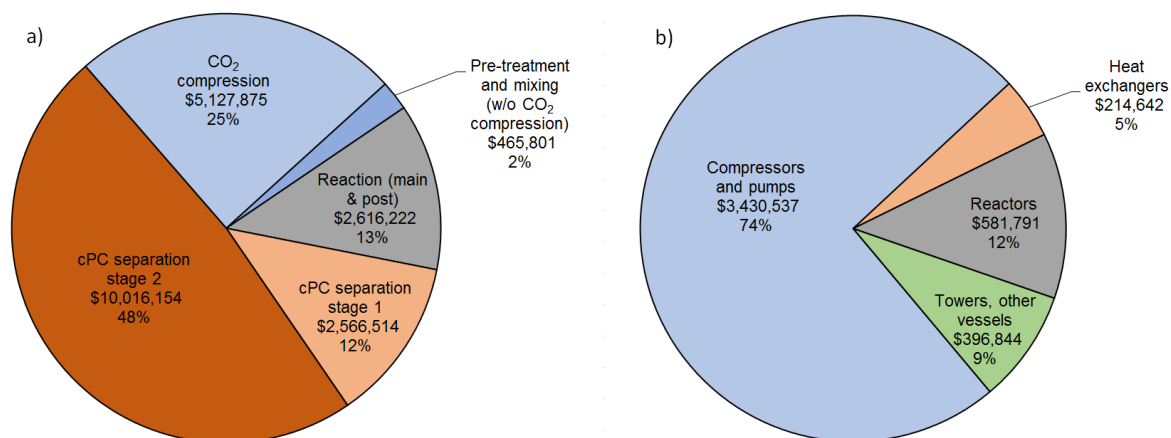 a)
CO₂
compression
$5,127,875
25%
Pre-treatment
and mixing
(w/o CO₂
compression)
$465,801
2%
Reaction (main
& post)
$2,616,222
13%
cPC separation
stage 1
$2,566,514
12%
cPC separation
stage 2
$10,016,154
48%
b)
Heat
exchangers
$214,642
5%
Compressors
and pumps
$3,430,537
74%
Reactors
$581,791
12%
Towers, other
vessels
$396,844
9%